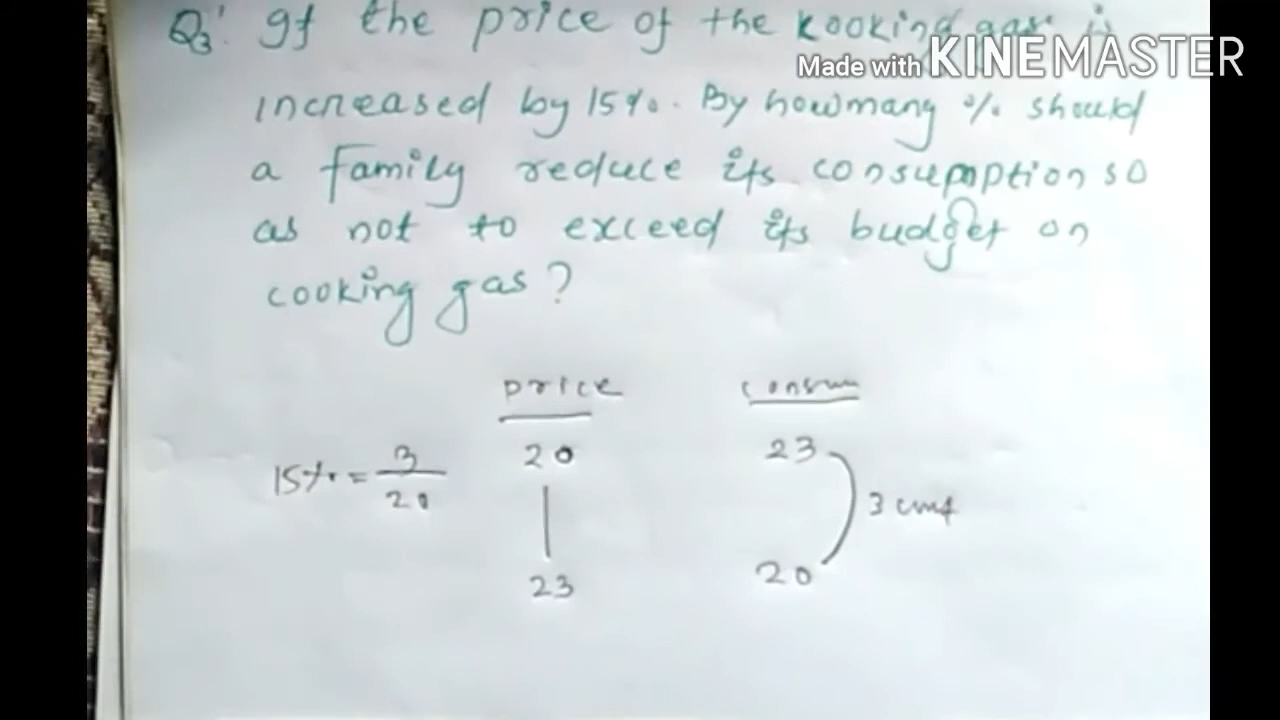 Q3' If the price of the kooking gas is
Made with KINEMASTER
increased by 15%. By howmany % should
a family reduce its consumption so
as not to exceed its budget on
cooking gas?
price consum
15% = 3/20 20 23
3 unit
23 20